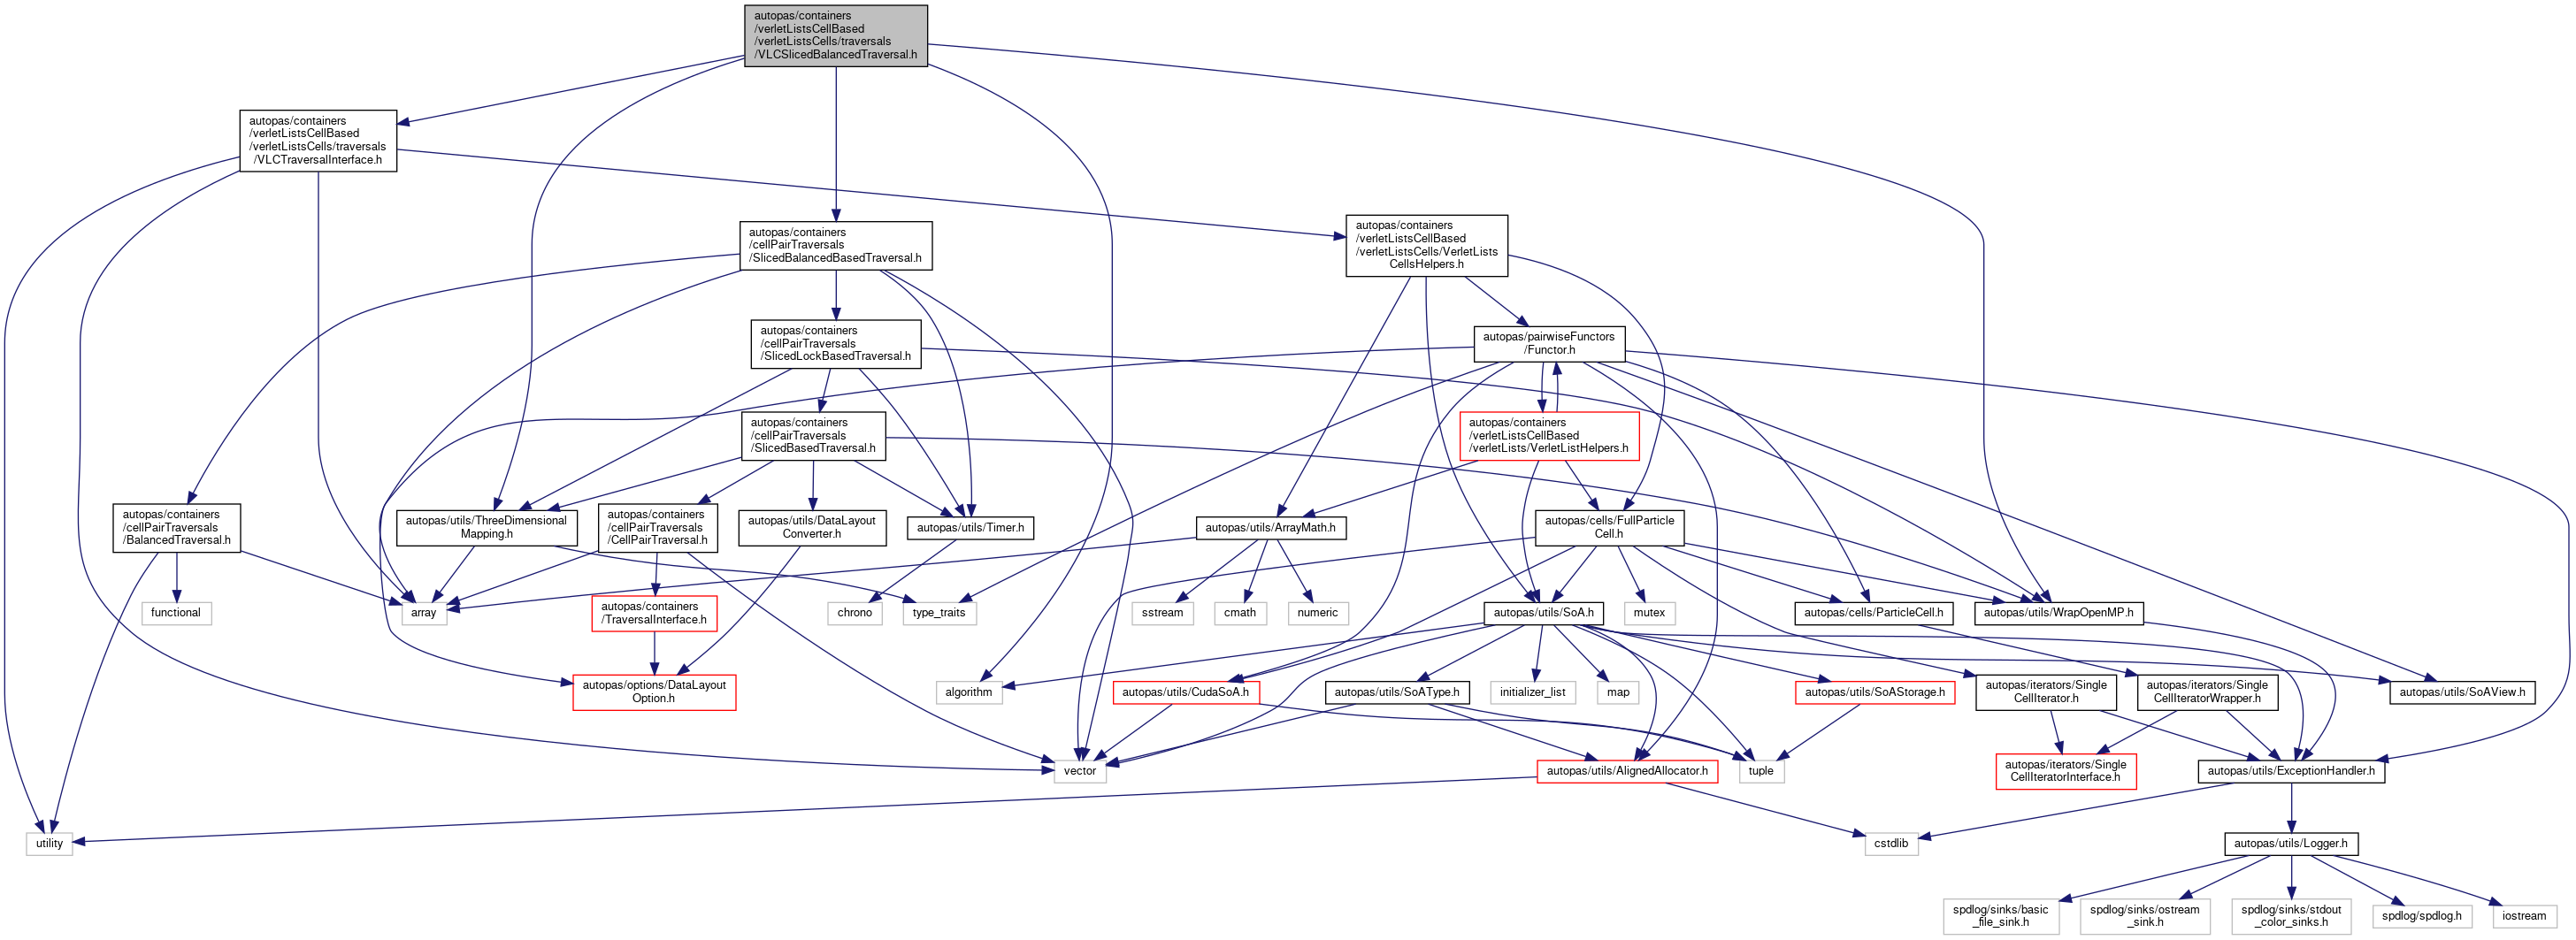 autopas/containers
/verletListsCellBased
/verletListsCells/traversals
/VLCSlicedBalancedTraversal.h
autopas/containers
/verletListsCellBased
/verletListsCells/traversals
/VLCTraversalInterface.h
autopas/containers
/cellPairTraversals
/SlicedBalancedBasedTraversal.h
autopas/containers
/verletListsCellBased
/verletListsCells/VerletLists
CellsHelpers.h
autopas/containers
/cellPairTraversals
/SlicedLockBasedTraversal.h
autopas/pairwiseFunctors
/Functor.h
autopas/containers
/cellPairTraversals
/SlicedBasedTraversal.h
autopas/containers
/verletListsCellBased
/verletLists/VerletListHelpers.h
autopas/containers
/cellPairTraversals
/BalancedTraversal.h
autopas/utils/ThreeDimensional
Mapping.h
autopas/containers
/cellPairTraversals
/CellPairTraversal.h
autopas/utils/DataLayout
Converter.h
autopas/utils/Timer.h
autopas/utils/ArrayMath.h
autopas/cells/FullParticle
Cell.h
functional
array
autopas/containers
/TraversalInterface.h
chrono
type_traits
sstream
cmath
numeric
autopas/utils/SoA.h
mutex
autopas/cells/ParticleCell.h
autopas/utils/WrapOpenMP.h
autopas/options/DataLayout
Option.h
algorithm
autopas/utils/CudaSoA.h
autopas/utils/SoAType.h
initializer_list
map
autopas/utils/SoAStorage.h
autopas/iterators/Single
CellIterator.h
autopas/iterators/Single
CellIteratorWrapper.h
autopas/utils/SoAView.h
vector
autopas/utils/AlignedAllocator.h
tuple
autopas/iterators/Single
CellIteratorInterface.h
autopas/utils/ExceptionHandler.h
utility
cstdlib
autopas/utils/Logger.h
spdlog/sinks/basic
_file_sink.h
spdlog/sinks/ostream
_sink.h
spdlog/sinks/stdout
_color_sinks.h
spdlog/spdlog.h
iostream